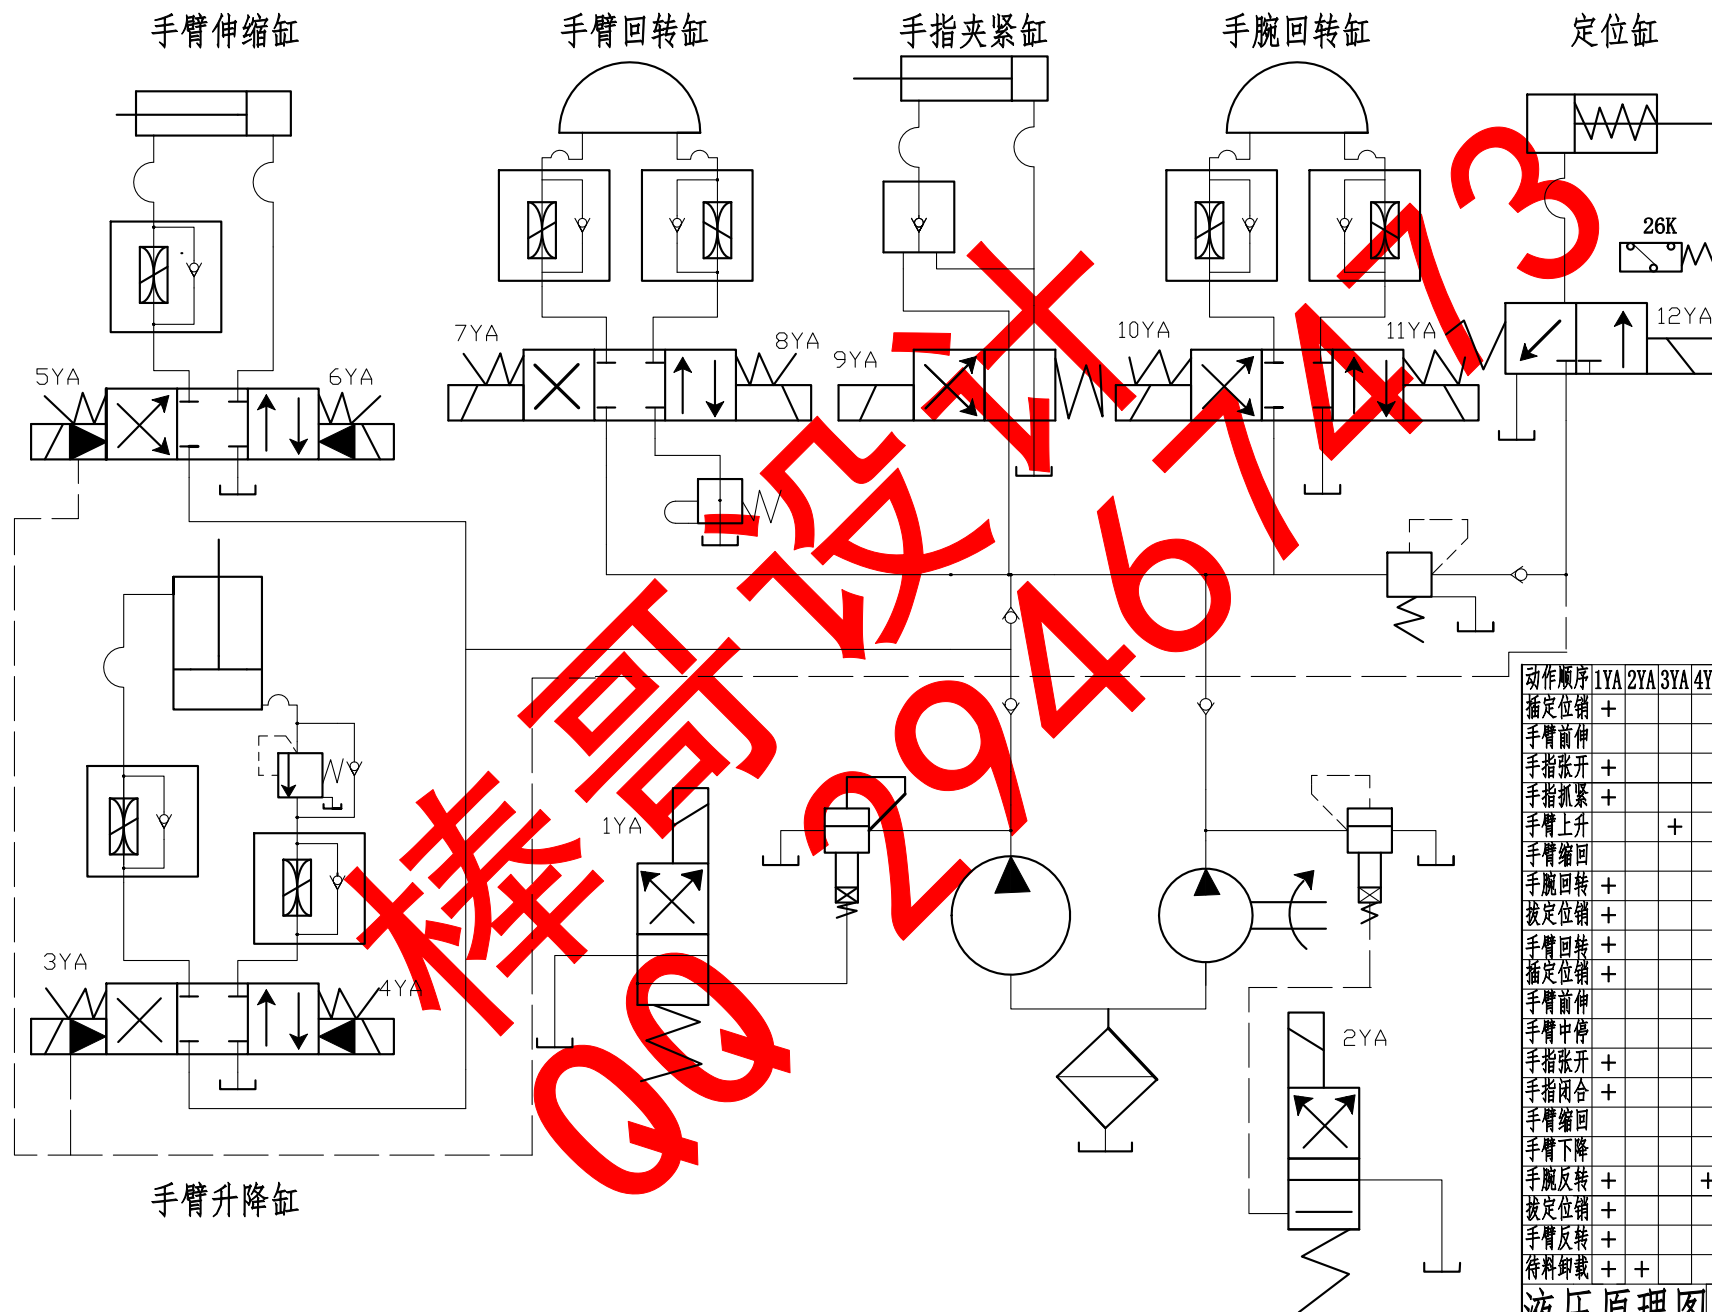 手臂伸缩缸
手臂回转缸
手指夹紧缸
手腕回转缸
定位缸
26K
5YA
6YA
7YA
8YA
9YA
10YA
11YA
12YA
3YA
4YA
1YA
2YA
手臂升降缸
棒哥设计
QQ 29467473
动作顺序 1YA 2YA 3YA 4Y
插定位销 +
手臂前伸
手指张开 +
手指抓紧 +
手臂上升 +
手臂缩回
手腕回转 +
拔定位销 +
手臂回转 +
插定位销 +
手臂前伸
手臂中停
手指张开 +
手指闭合 +
手臂缩回
手臂下降
手腕反转 + +
拔定位销 +
手臂反转 +
待料卸载 + +
液压原理图